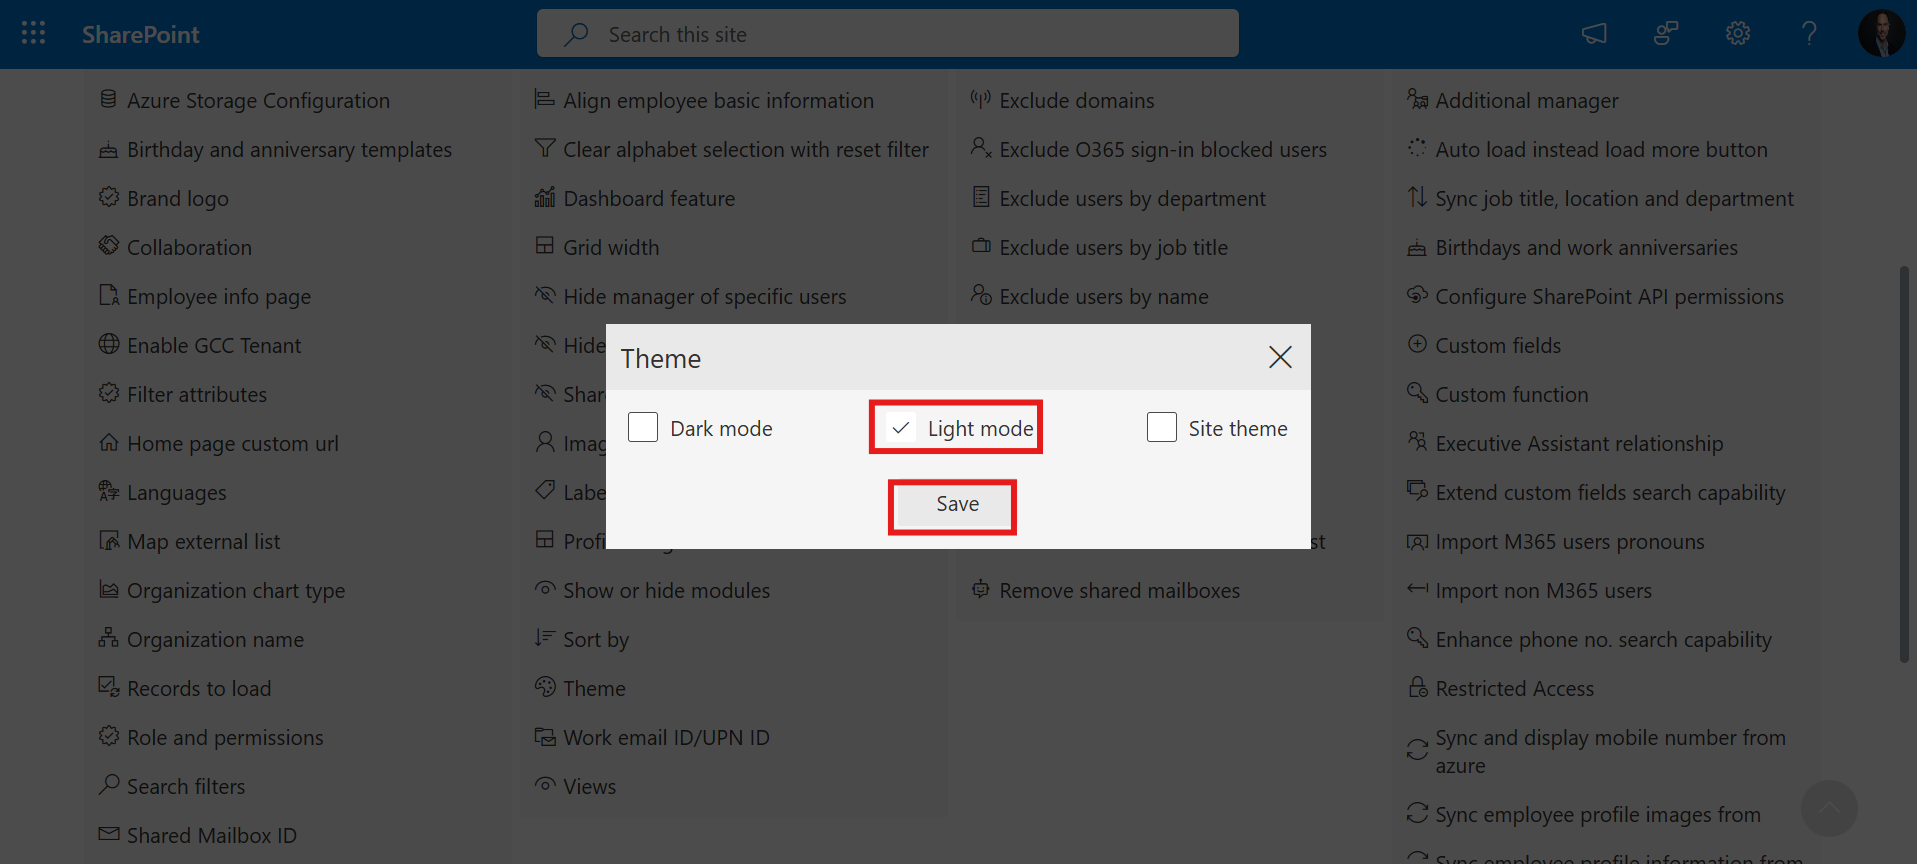 SharePoint
Search this site
Azure Storage Configuration
Birthday and anniversary templates
Brand logo
Collaboration
Employee info page
Enable GCC Tenant
Filter attributes
Home page custom url
Languages
Map external list
Organization chart type
Organization name
Records to load
Role and permissions
Search filters
Shared Mailbox ID
Align employee basic information
Clear alphabet selection with reset filter
Dashboard feature
Grid width
Hide manager of specific users
Hide
Show or hide modules
Sort by
Theme
Work email ID/UPN ID
Views
Exclude domains
Exclude O365 sign-in blocked users
Exclude users by department
Exclude users by job title
Exclude users by name
Remove shared mailboxes
Additional manager
Auto load instead load more button
Sync job title, location and department
Birthdays and work anniversaries
Configure SharePoint API permissions
Custom fields
Custom function
Executive Assistant relationship
Extend custom fields search capability
Import M365 users pronouns
Import non M365 users
Enhance phone no. search capability
Restricted Access
Sync and display mobile number from
azure
Sync employee profile images from
Sync employee profile information from
Theme
Dark mode
Light mode
Site theme
Save